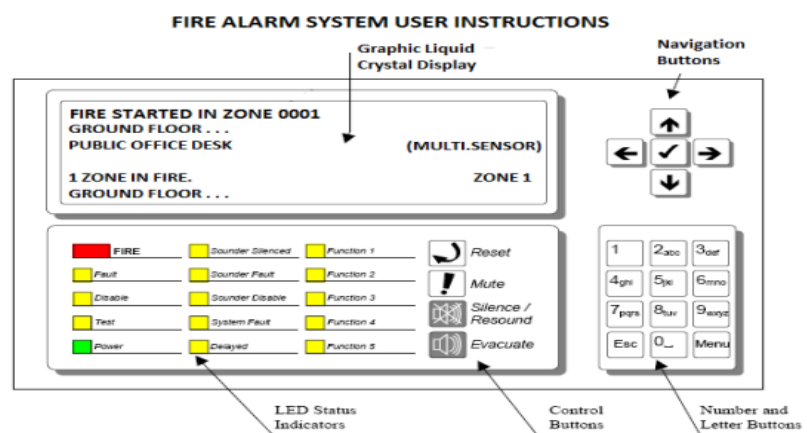 FIRE ALARM SYSTEM USER INSTRUCTIONS
Graphic Liquid
Crystal Display
Navigation
Buttons
FIRE STARTED IN ZONE 0001
GROUND FLOOR . . .
PUBLIC OFFICE DESK (MULTI.SENSOR)
1 ZONE IN FIRE. ZONE 1
GROUND FLOOR . . .
FIRE Sounder Silenced Function 1 Reset
Fault Sounder Fault Function 2 Mute
Disable Sounder Disable Function 3 Silence /
Resound
Test System Fault Function 4
Power Delayed Function 5 Evacuate
1 2abc 3def
4ghi 5jkl 6mno
7pqrs 8tuv 9wxyz
Esc 0 Menu
LED Status
Indicators
Control
Buttons
Number and
Letter Buttons